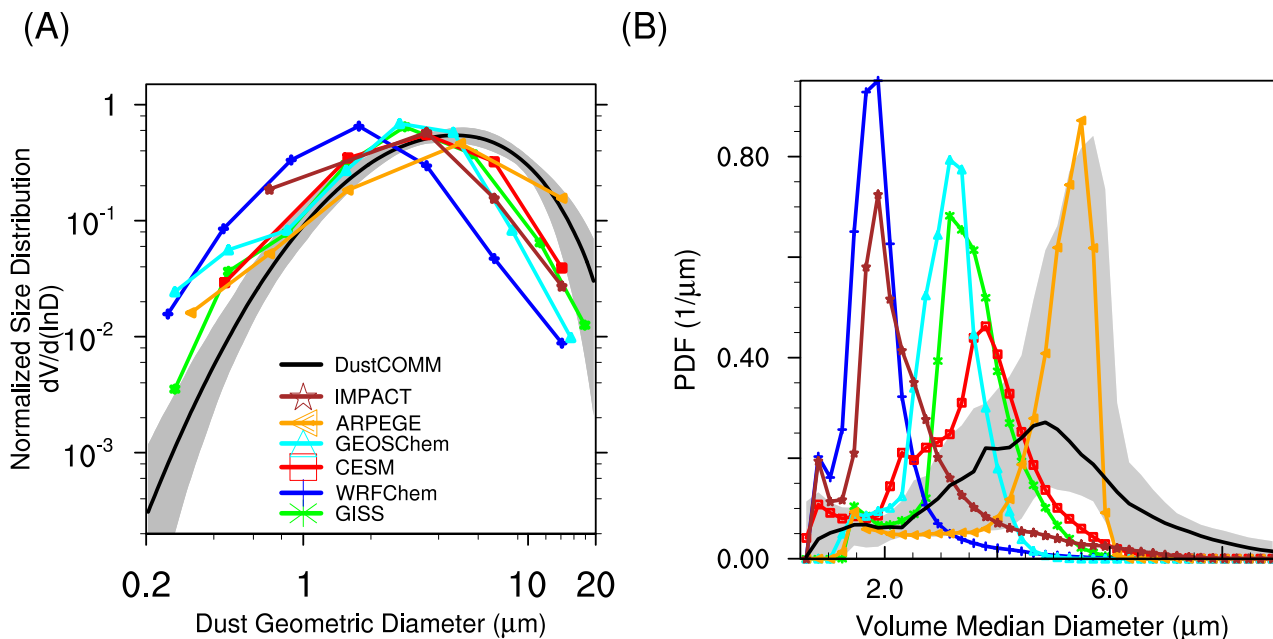 (A)
(B)
Normalized Size Distribution
dV/d(lnD)
1
10-1
10-2
10-3
DustCOMM
IMPACT
ARPEGE
GEOSChem
CESM
WRFChem
GISS
0.2
1
10
20
Dust Geometric Diameter (μm)
PDF (1/μm)
0.80
0.40
0.00
2.0
6.0
Volume Median Diameter (μm)